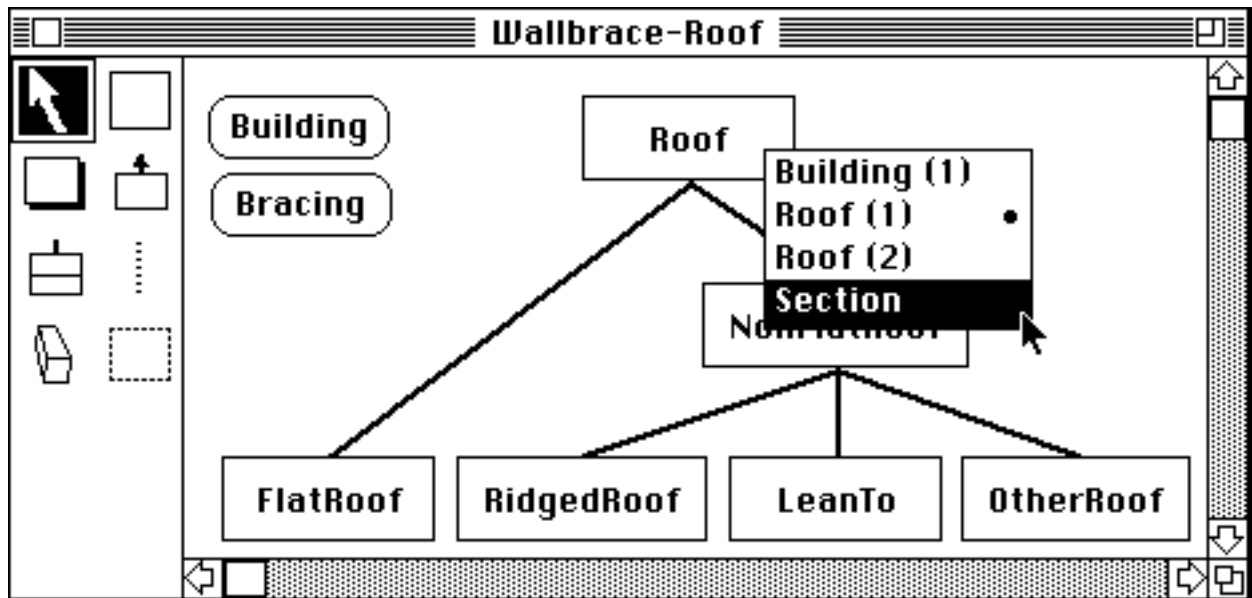 Wallbrace-Roof
Building
Bracing
Roof
Building (1)
Roof (1)
Roof (2)
Section
FlatRoof
RidgedRoof
LeanTo
OtherRoof